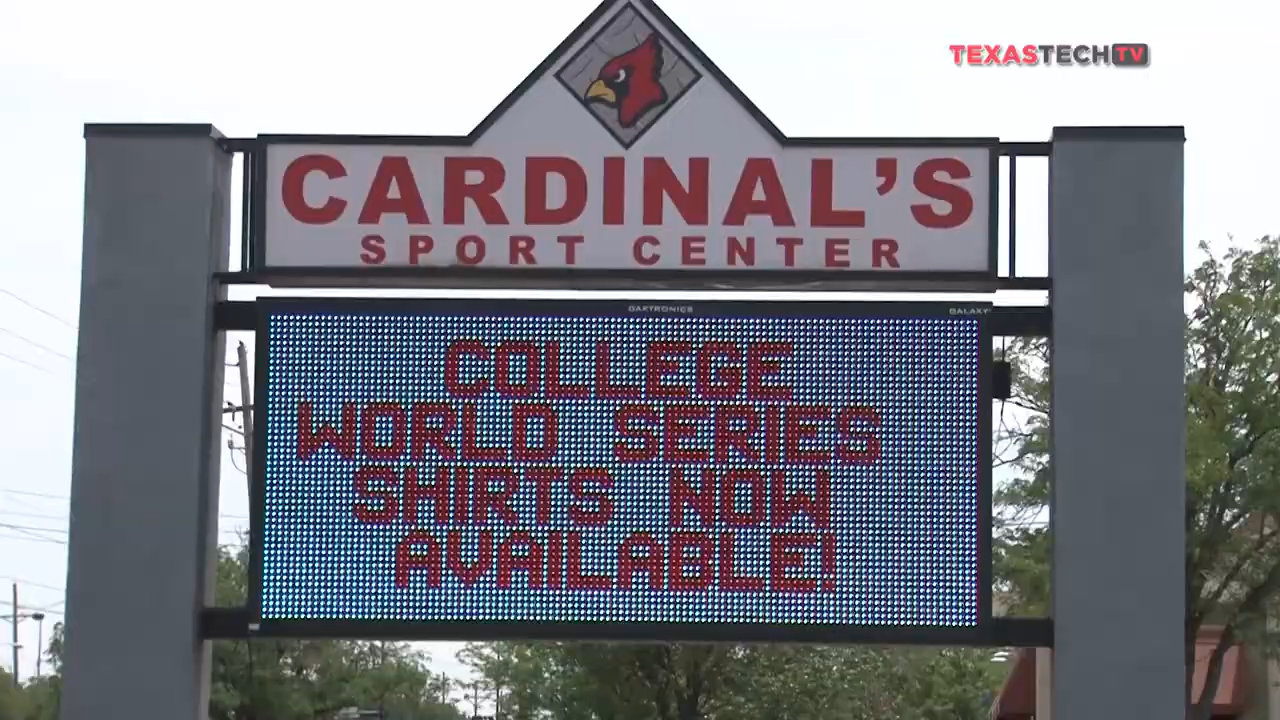 TEXASTECHTV
CARDINAL'S
SPORT CENTER
DAKTRONICS
GALAXY
COLLEGE
WORLD SERIES
SHIRTS NOW
AVAILABLE!